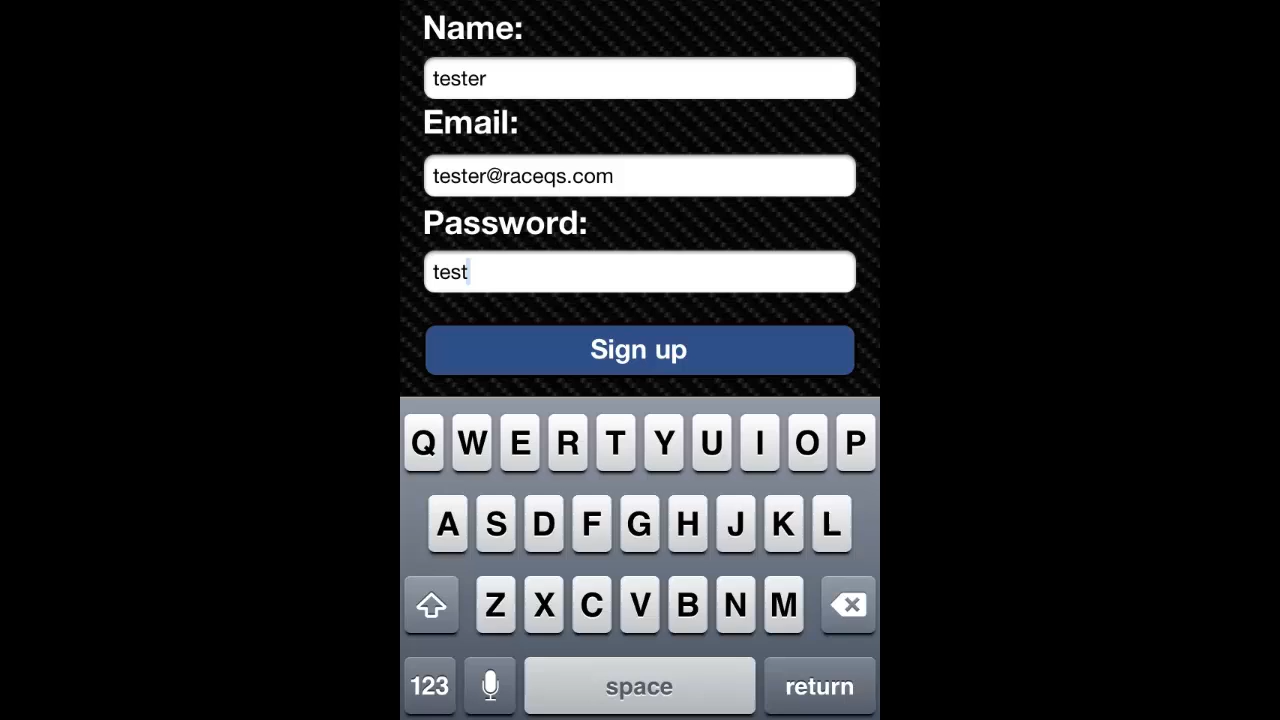 Name:
tester
Email:
tester@raceqs.com
Password:
test
Sign up
Q W E R T Y U I O P
A S D F G H J K L
Z X C V B N M
123 space return